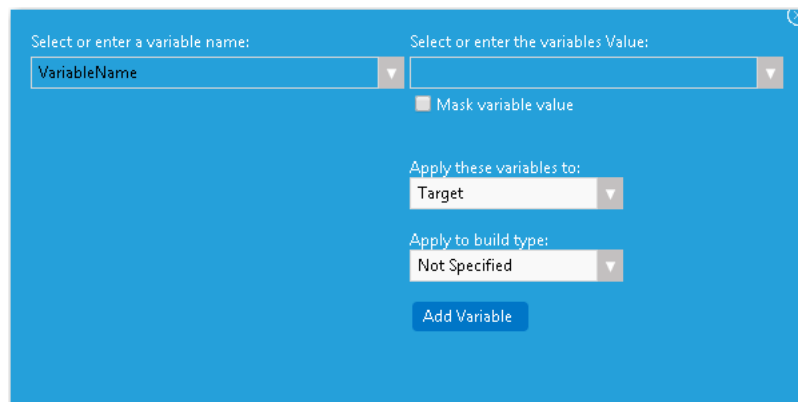 Select or enter a variable name:
Select or enter the variables Value:
VariableName
Mask variable value
Apply these variables to:
Target
Apply to build type:
Not Specified
Add Variable